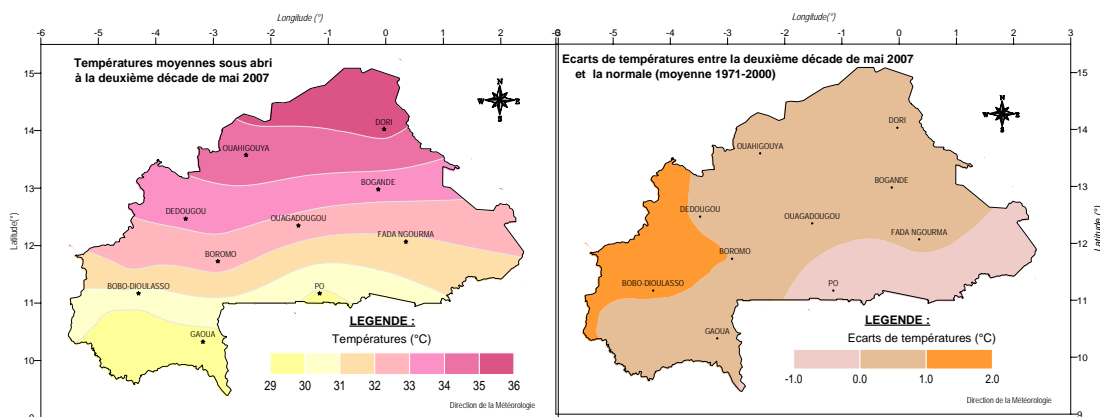 Longitude (°)
-6 -5 -4 -3 -2 -1 0 1 2 3
Températures moyennes sous abri
à la deuxième décade de mai 2007
N
W E
S
15
14
13
12
11
10
9
Latitude(°)
DORI
OUAHIGOUYA
BOGANDE
DEDOUGOU
OUAGADOUGOU
FADA NGOURMA
BOROMO
BOBO-DIOULASSO
PO
GAOUA
LEGENDE :
Températures (°C)
29 30 31 32 33 34 35 36
Direction de la Météorologie
Longitude (°)
-6 -5 -4 -3 -2 -1 0 1 2 3
Ecarts de températures entre la deuxième décade de mai 2007
et la normale (moyenne 1971-2000)
N
W E
S
15
14
13
12
11
10
9
Latitude (°)
DORI
OUAHIGOUYA
BOGANDE
DEDOUGOU
OUAGADOUGOU
FADA NGOURMA
BOROMO
BOBO-DIOULASSO
PO
GAOUA
LEGENDE :
Ecarts de températures (°C)
-1.0 0.0 1.0 2.0
Direction de la Météorologie